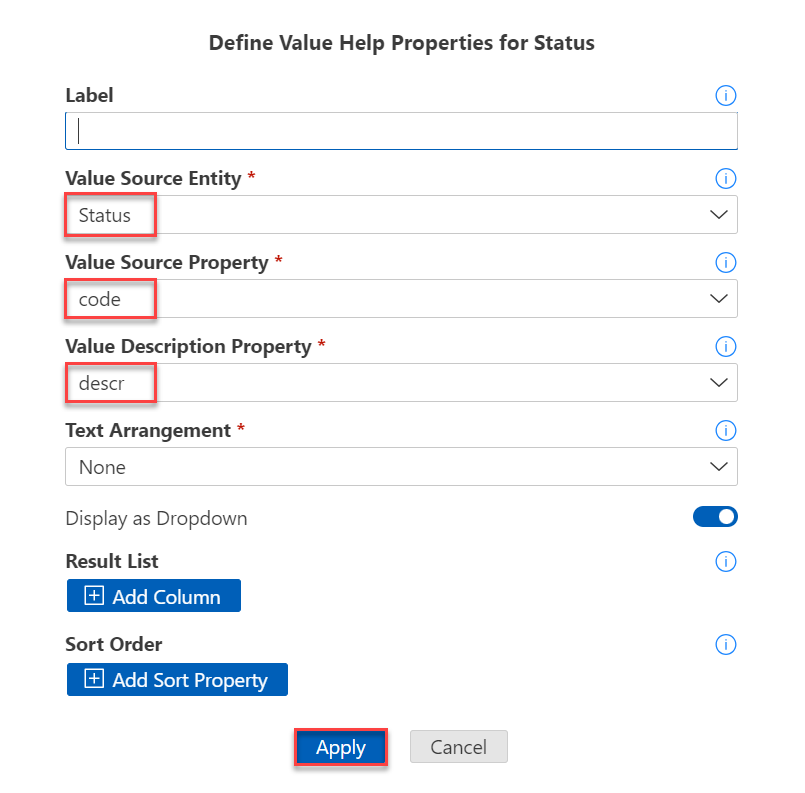 Define Value Help Properties for Status
Label
Value Source Entity *
Status
Value Source Property *
code
Value Description Property *
descr
Text Arrangement *
None
Display as Dropdown
Result List
Add Column
Sort Order
Add Sort Property
Apply Cancel